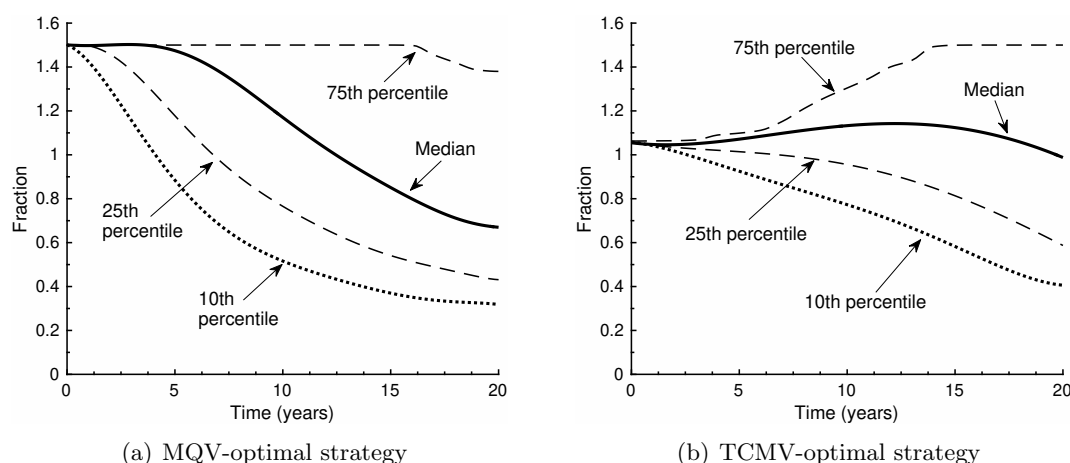 1.6
1.4
1.2
1
0.8
0.6
0.4
0.2
0
Fraction
75th percentile
Median
25th
percentile
10th
percentile
0 5 10 15 20
Time (years)
(a) MQV-optimal strategy
1.6
1.4
1.2
1
0.8
0.6
0.4
0.2
0
Fraction
75th percentile
Median
25th percentile
10th percentile
0 5 10 15 20
Time (years)
(b) TCMV-optimal strategy